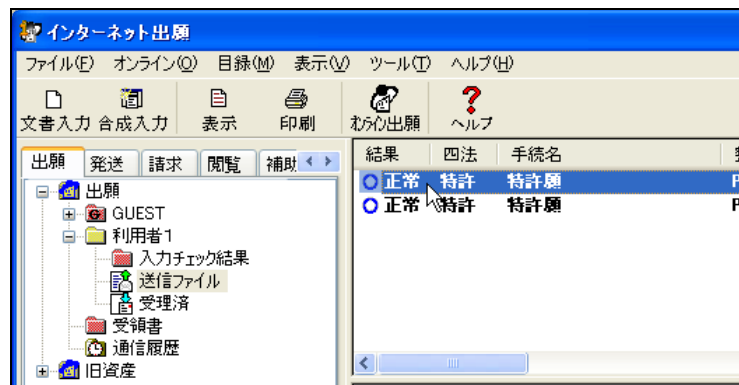 インターネット出願
ファイル(F) オンライン(O) 目録(M) 表示(V) ツール(T) ヘルプ(H)
文書入力 合成入力 表示 印刷 オンライン出願 ヘルプ
出願 発送 請求 閲覧 補助
結果 四法 手続名
正常 特許 特許願
正常 特許 特許願
出願
GUEST
利用者1
入力チェック結果
送信ファイル
受理済
受領書
通信履歴
旧資産